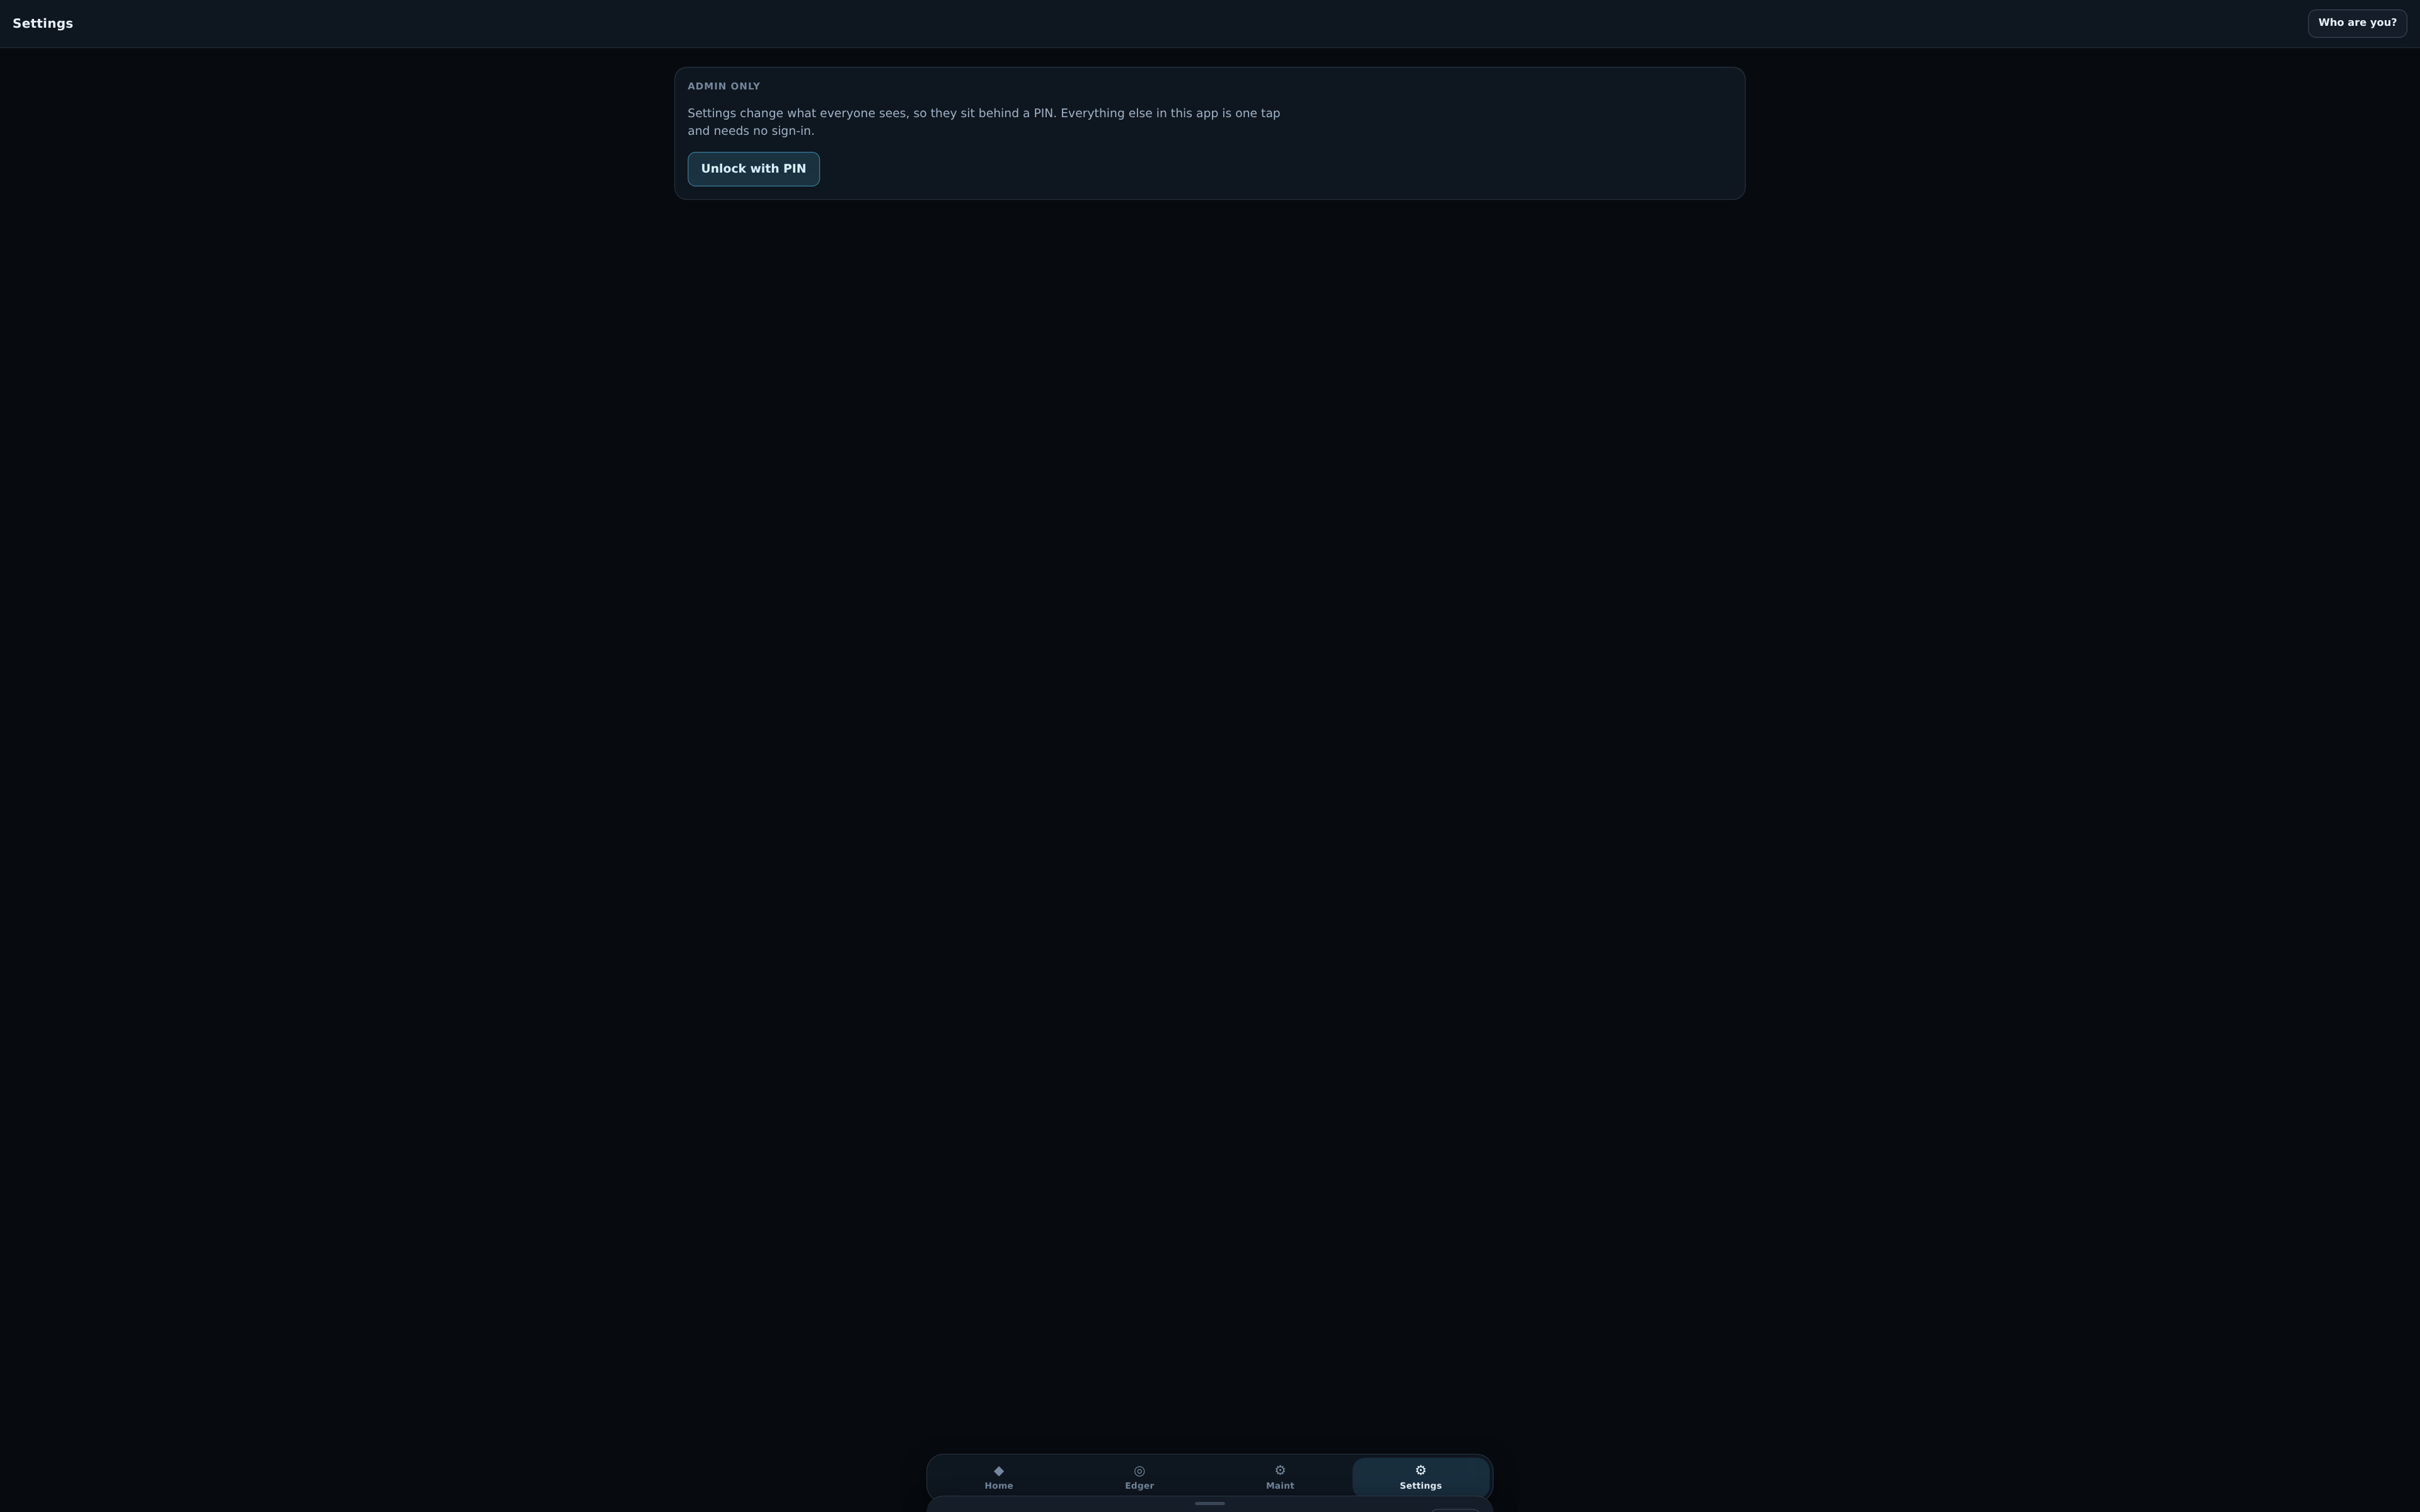 Settings
Who are you?
ADMIN ONLY
Settings change what everyone sees, so they sit behind a PIN. Everything else in this app is one tap
and needs no sign-in.
Unlock with PIN
Home
Edger
Maint
Settings